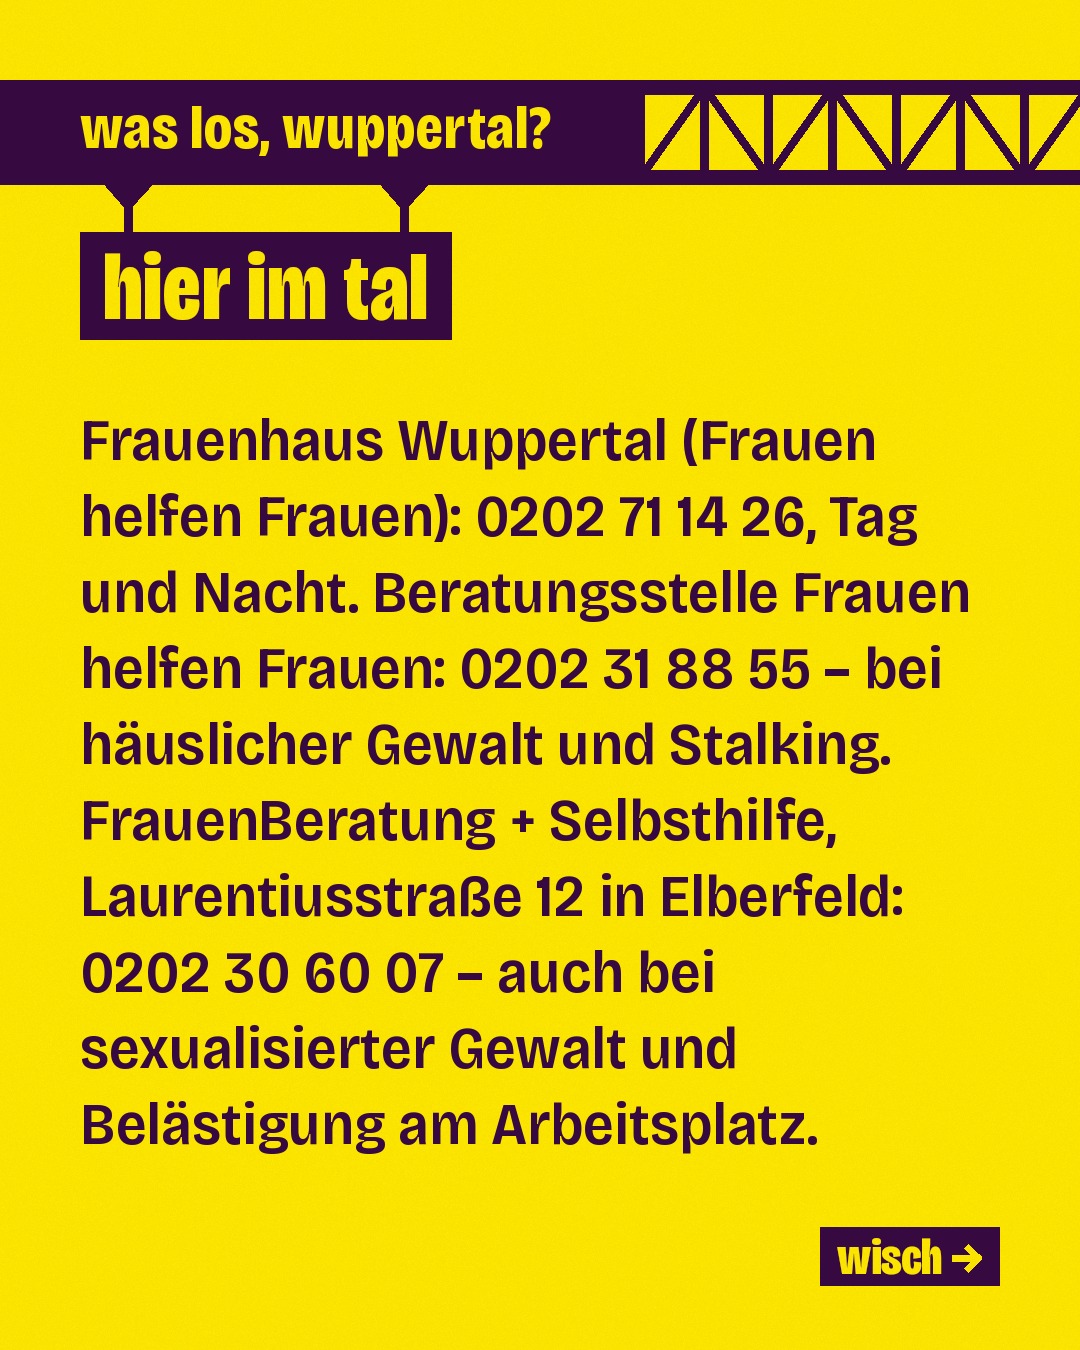 was los, wuppertal?
hier im tal
Frauenhaus Wuppertal (Frauen
helfen Frauen): 0202 71 14 26, Tag
und Nacht. Beratungsstelle Frauen
helfen Frauen: 0202 31 88 55 – bei
häuslicher Gewalt und Stalking.
FrauenBeratung + Selbsthilfe,
Laurentiusstraße 12 in Elberfeld:
0202 30 60 07 – auch bei
sexualisierter Gewalt und
Belästigung am Arbeitsplatz.
wisch →